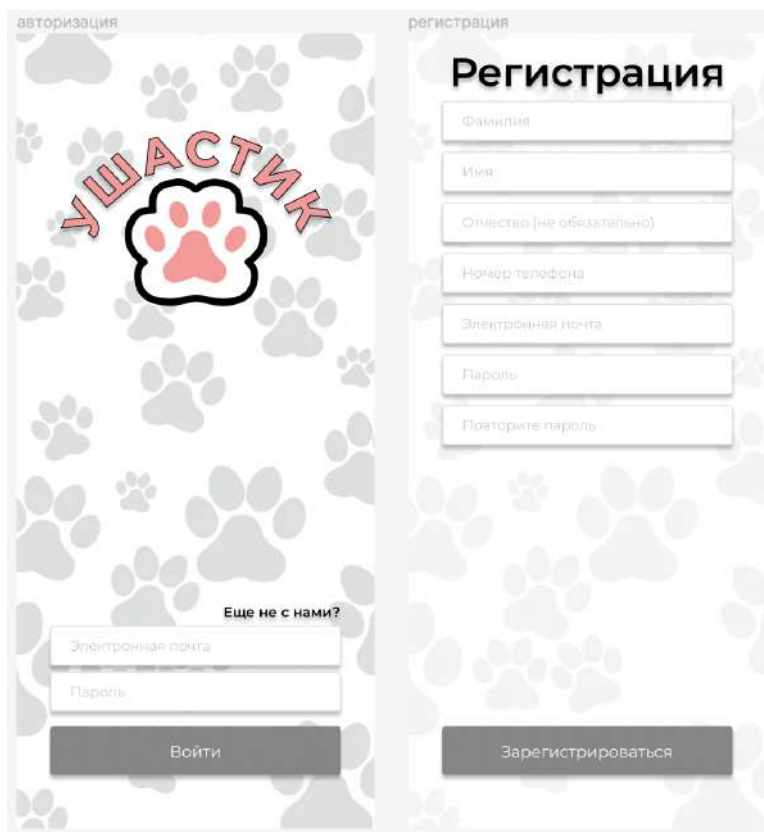 авторизация
УШАСТИК
Еще не с нами?
Электронная почта
Пароль
Войти
регистрация
Регистрация
Фамилия
Имя
Отчество (не обязательно)
Номер телефона
Электронная почта
Пароль
Повторите пароль
Зарегистрироваться